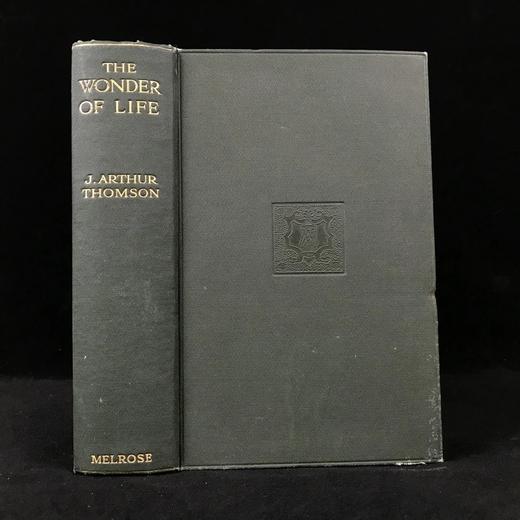 THE
WONDER
OF LIFE
J. ARTHUR
THOMSON
MELROSE